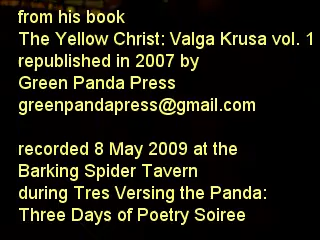 from his book
The Yellow Christ: Valga Krusa vol. 1
republished in 2007 by
Green Panda Press
greenpandapress@gmail.com
recorded 8 May 2009 at the
Barking Spider Tavern
during Tres Versing the Panda:
Three Days of Poetry Soiree